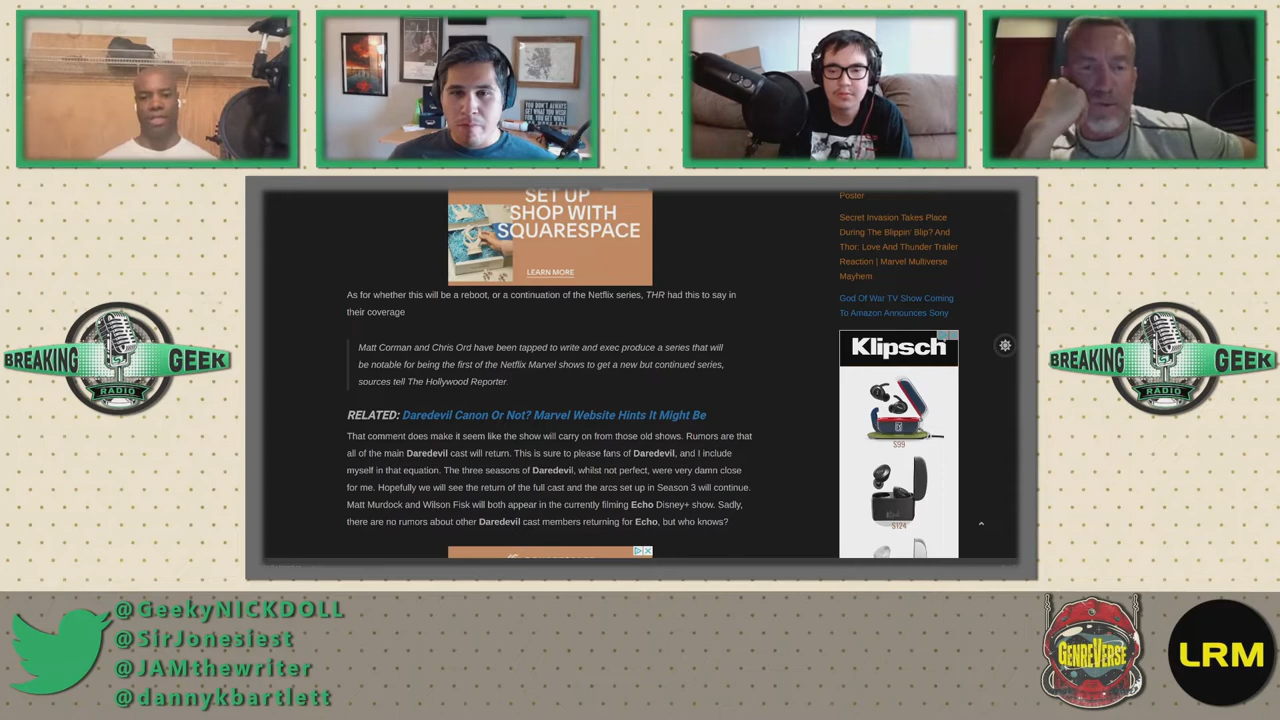 YOU DON'T ALWAYS
GET WHAT YOU
WISH FOR
SET UP
SHOP WITH
SQUARESPACE
LEARN MORE
As for whether this will be a reboot, or a continuation of the Netflix series, THR had this to say in
their coverage
Matt Corman and Chris Ord have been tapped to write and exec produce a series that will
be notable for being the first of the Netflix Marvel shows to get a new but continued series,
sources tell The Hollywood Reporter.
RELATED: Daredevil Canon Or Not? Marvel Website Hints It Might Be
That comment does make it seem like the show will carry on from those old shows. Rumors are that
all of the main Daredevil cast will return. This is sure to please fans of Daredevil, and I include
myself in that equation. The three seasons of Daredevil, whilst not perfect, were very damn close
for me. Hopefully we will see the return of the full cast and the arcs set up in Season 3 will continue.
Matt Murdock and Wilson Fisk will both appear in the currently filming Echo Disney+ show. Sadly,
there are no rumors about other Daredevil cast members returning for Echo, but who knows?
Poster
Secret Invasion Takes Place
During The Blippin' Blip? And
Thor: Love And Thunder Trailer
Reaction | Marvel Multiverse
Mayhem
God Of War TV Show Coming
To Amazon Announces Sony
Klipsch
$99
$124
BREAKING GEEK
RADIO
BREAKING GEEK
RADIO
@GeekyNICKDOLL
@SirJonesiest
@JAMthewriter
@dannykbartlett
GENREVERSE
LRM